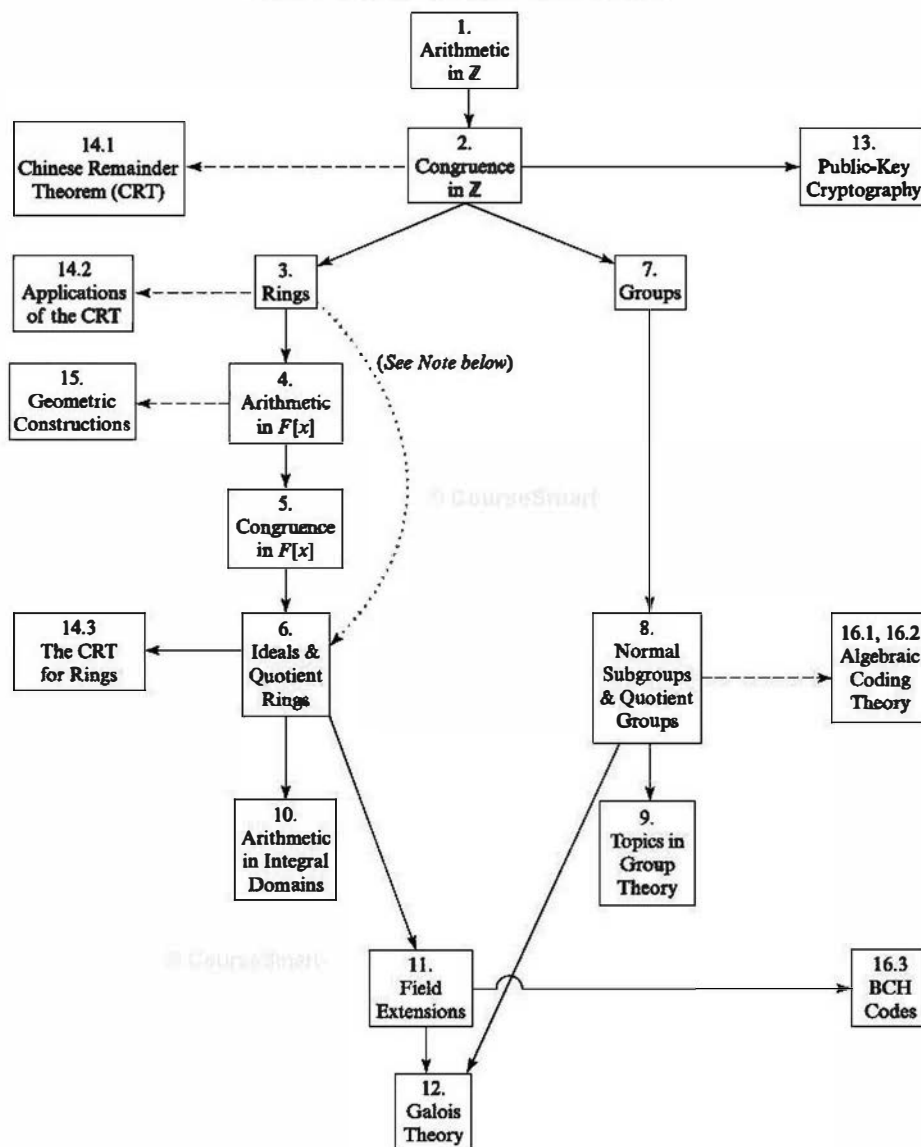 1.
Arithmetic
in ℤ
14.1
Chinese Remainder
Theorem (CRT)
2.
Congruence
in ℤ
13.
Public-Key
Cryptography
14.2
Applications
of the CRT
3.
Rings
7.
Groups
(See Note below)
15.
Geometric
Constructions
4.
Arithmetic
in F[x]
© CourseSmart
5.
Congruence
in F[x]
14.3
The CRT
for Rings
6.
Ideals &
Quotient
Rings
8.
Normal
Subgroups
& Quotient
Groups
16.1, 16.2
Algebraic
Coding
Theory
10.
Arithmetic
in Integral
Domains
9.
Topics in
Group
Theory
© CourseSmart
11.
Field
Extensions
16.3
BCH
Codes
12.
Galois
Theory